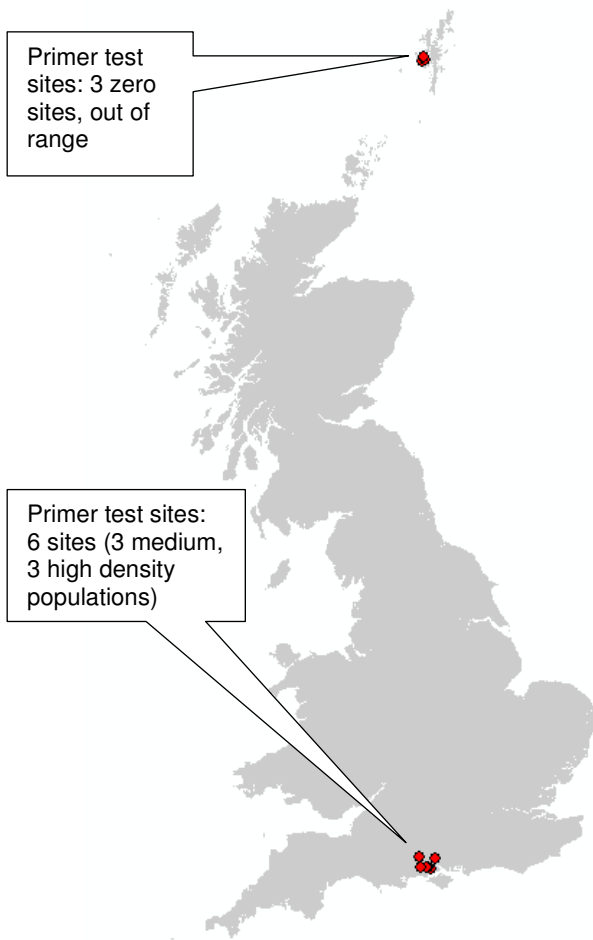 Primer test
sites: 3 zero
sites, out of
range
Primer test sites:
6 sites (3 medium,
3 high density
populations)